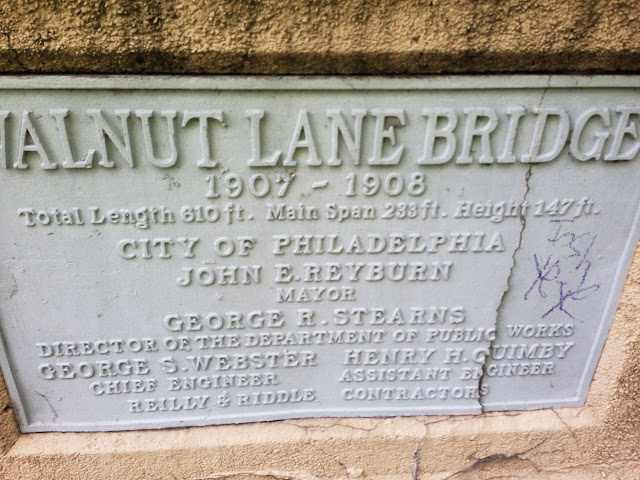 WALNUT LANE BRIDGE
1907 - 1908
Total Length 610 ft. Main Span 233 ft. Height 147 ft.
CITY OF PHILADELPHIA
JOHN E. REYBURN
MAYOR
GEORGE R. STEARNS
DIRECTOR OF THE DEPARTMENT OF PUBLIC WORKS
GEORGE S. WEBSTER HENRY H. QUIMBY
CHIEF ENGINEER ASSISTANT ENGINEER
REILLY & RIDDLE CONTRACTORS